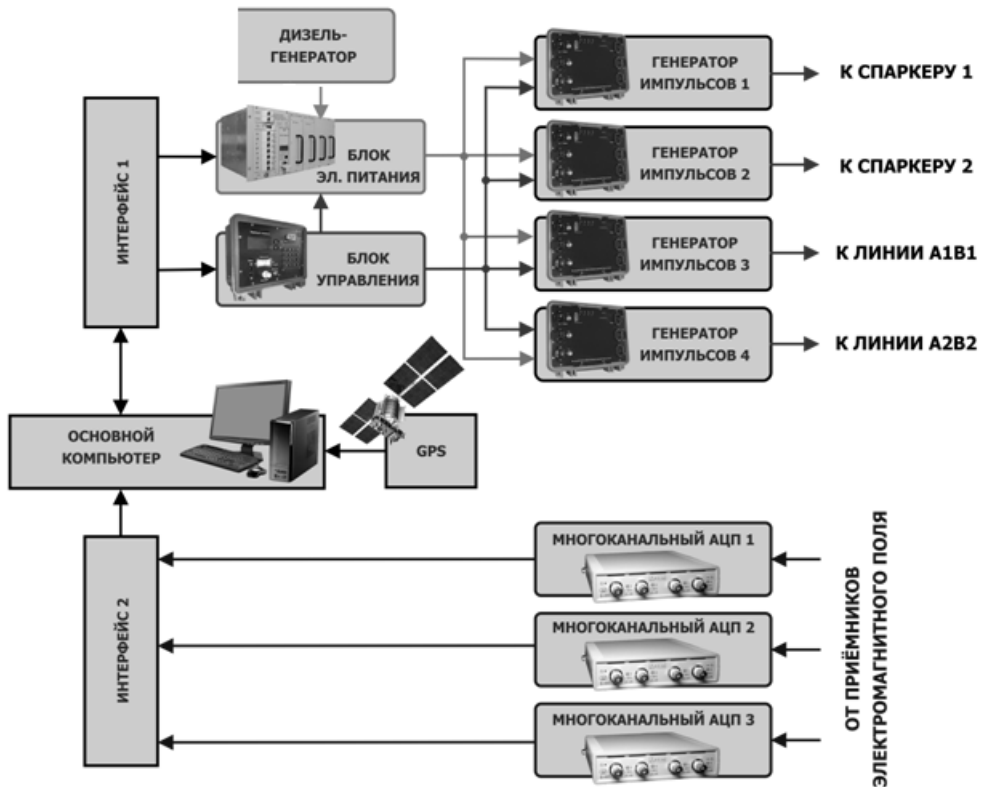 ДИЗЕЛЬ-
ГЕНЕРАТОР
ИНТЕРФЕЙС 1
БЛОК
ЭЛ. ПИТАНИЯ
БЛОК
УПРАВЛЕНИЯ
ГЕНЕРАТОР
ИМПУЛЬСОВ 1
К СПАРКЕРУ 1
ГЕНЕРАТОР
ИМПУЛЬСОВ 2
К СПАРКЕРУ 2
ГЕНЕРАТОР
ИМПУЛЬСОВ 3
К ЛИНИИ А1В1
ГЕНЕРАТОР
ИМПУЛЬСОВ 4
К ЛИНИИ А2В2
ОСНОВНОЙ
КОМПЬЮТЕР
GPS
ИНТЕРФЕЙС 2
МНОГОКАНАЛЬНЫЙ АЦП 1
МНОГОКАНАЛЬНЫЙ АЦП 2
МНОГОКАНАЛЬНЫЙ АЦП 3
ОТ ПРИЁМНИКОВ
ЭЛЕКТРОМАГНИТНОГО ПОЛЯ